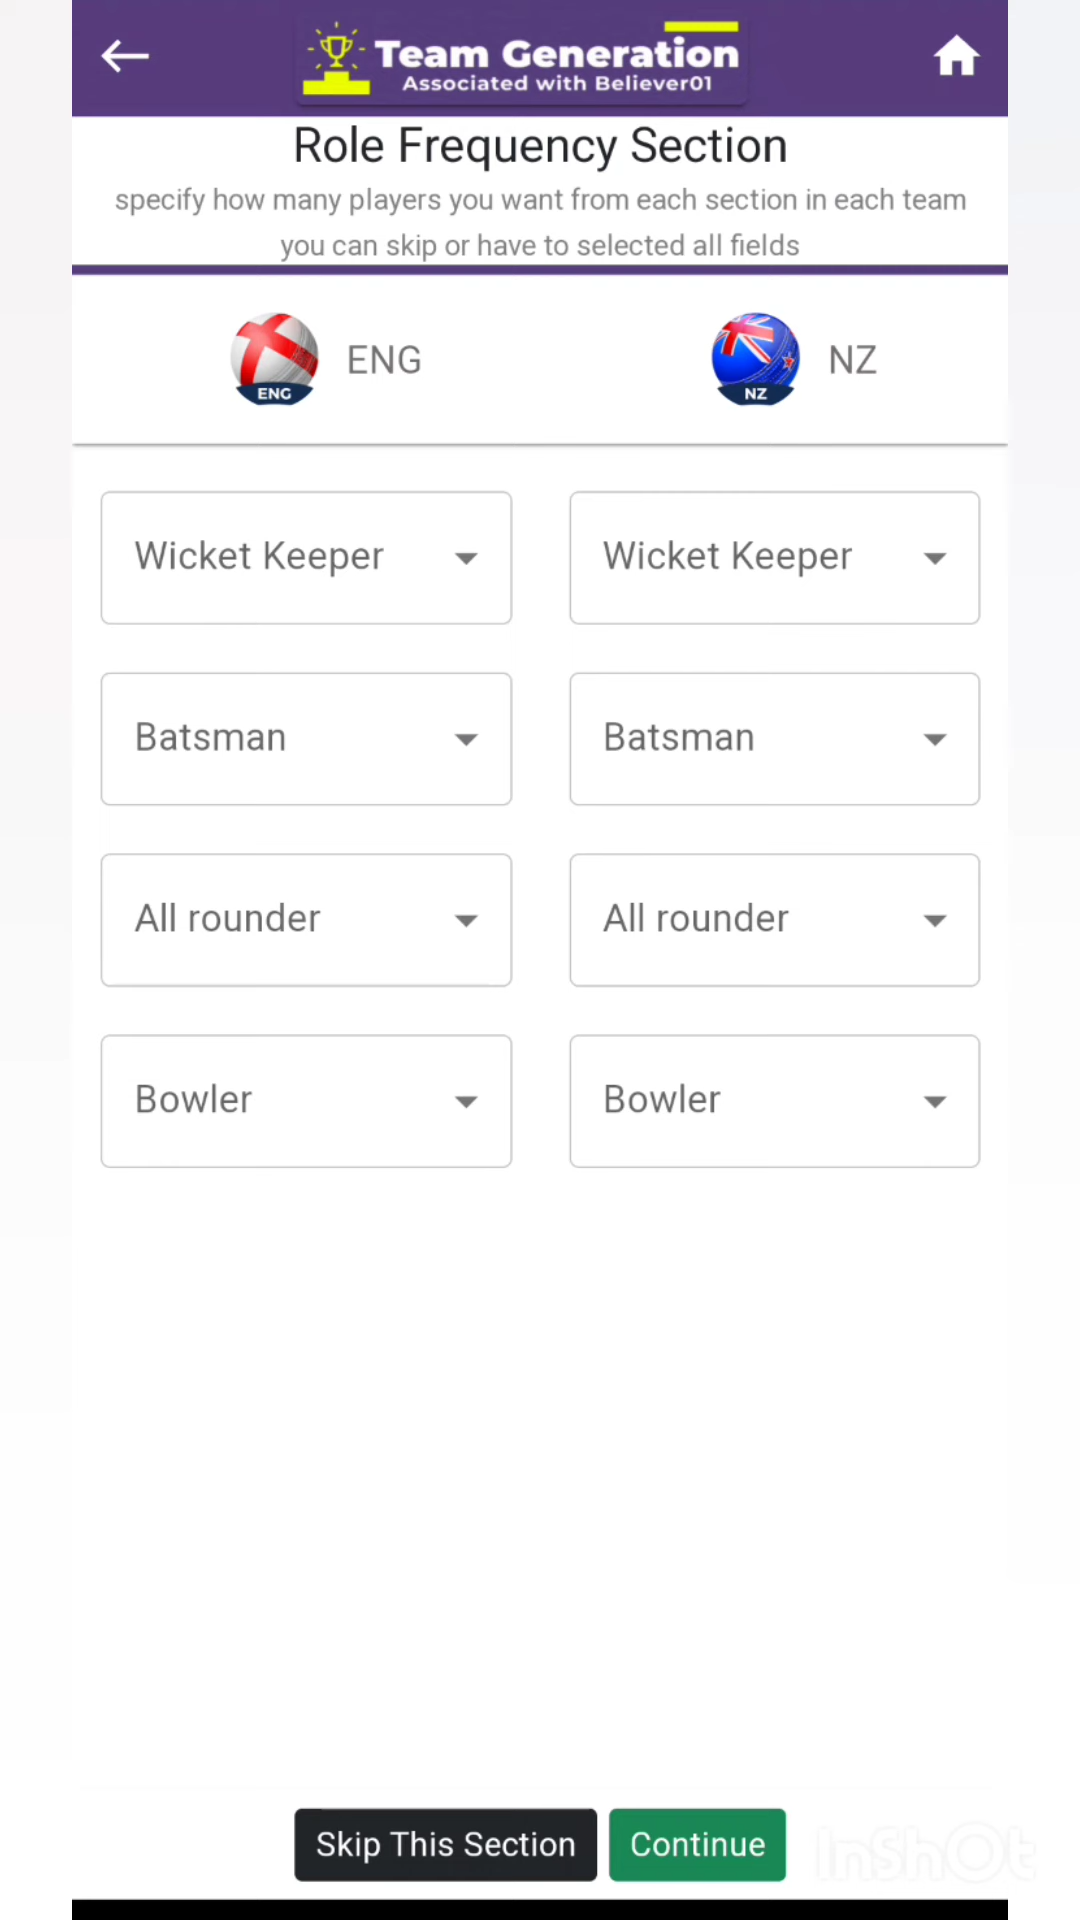 Team Generation
Associated with Believer01
Role Frequency Section
specify how many players you want from each section in each team
you can skip or have to selected all fields
ENG ENG
NZ NZ
Wicket Keeper
Wicket Keeper
Batsman
Batsman
All rounder
All rounder
Bowler
Bowler
Skip This Section
Continue
InShOt